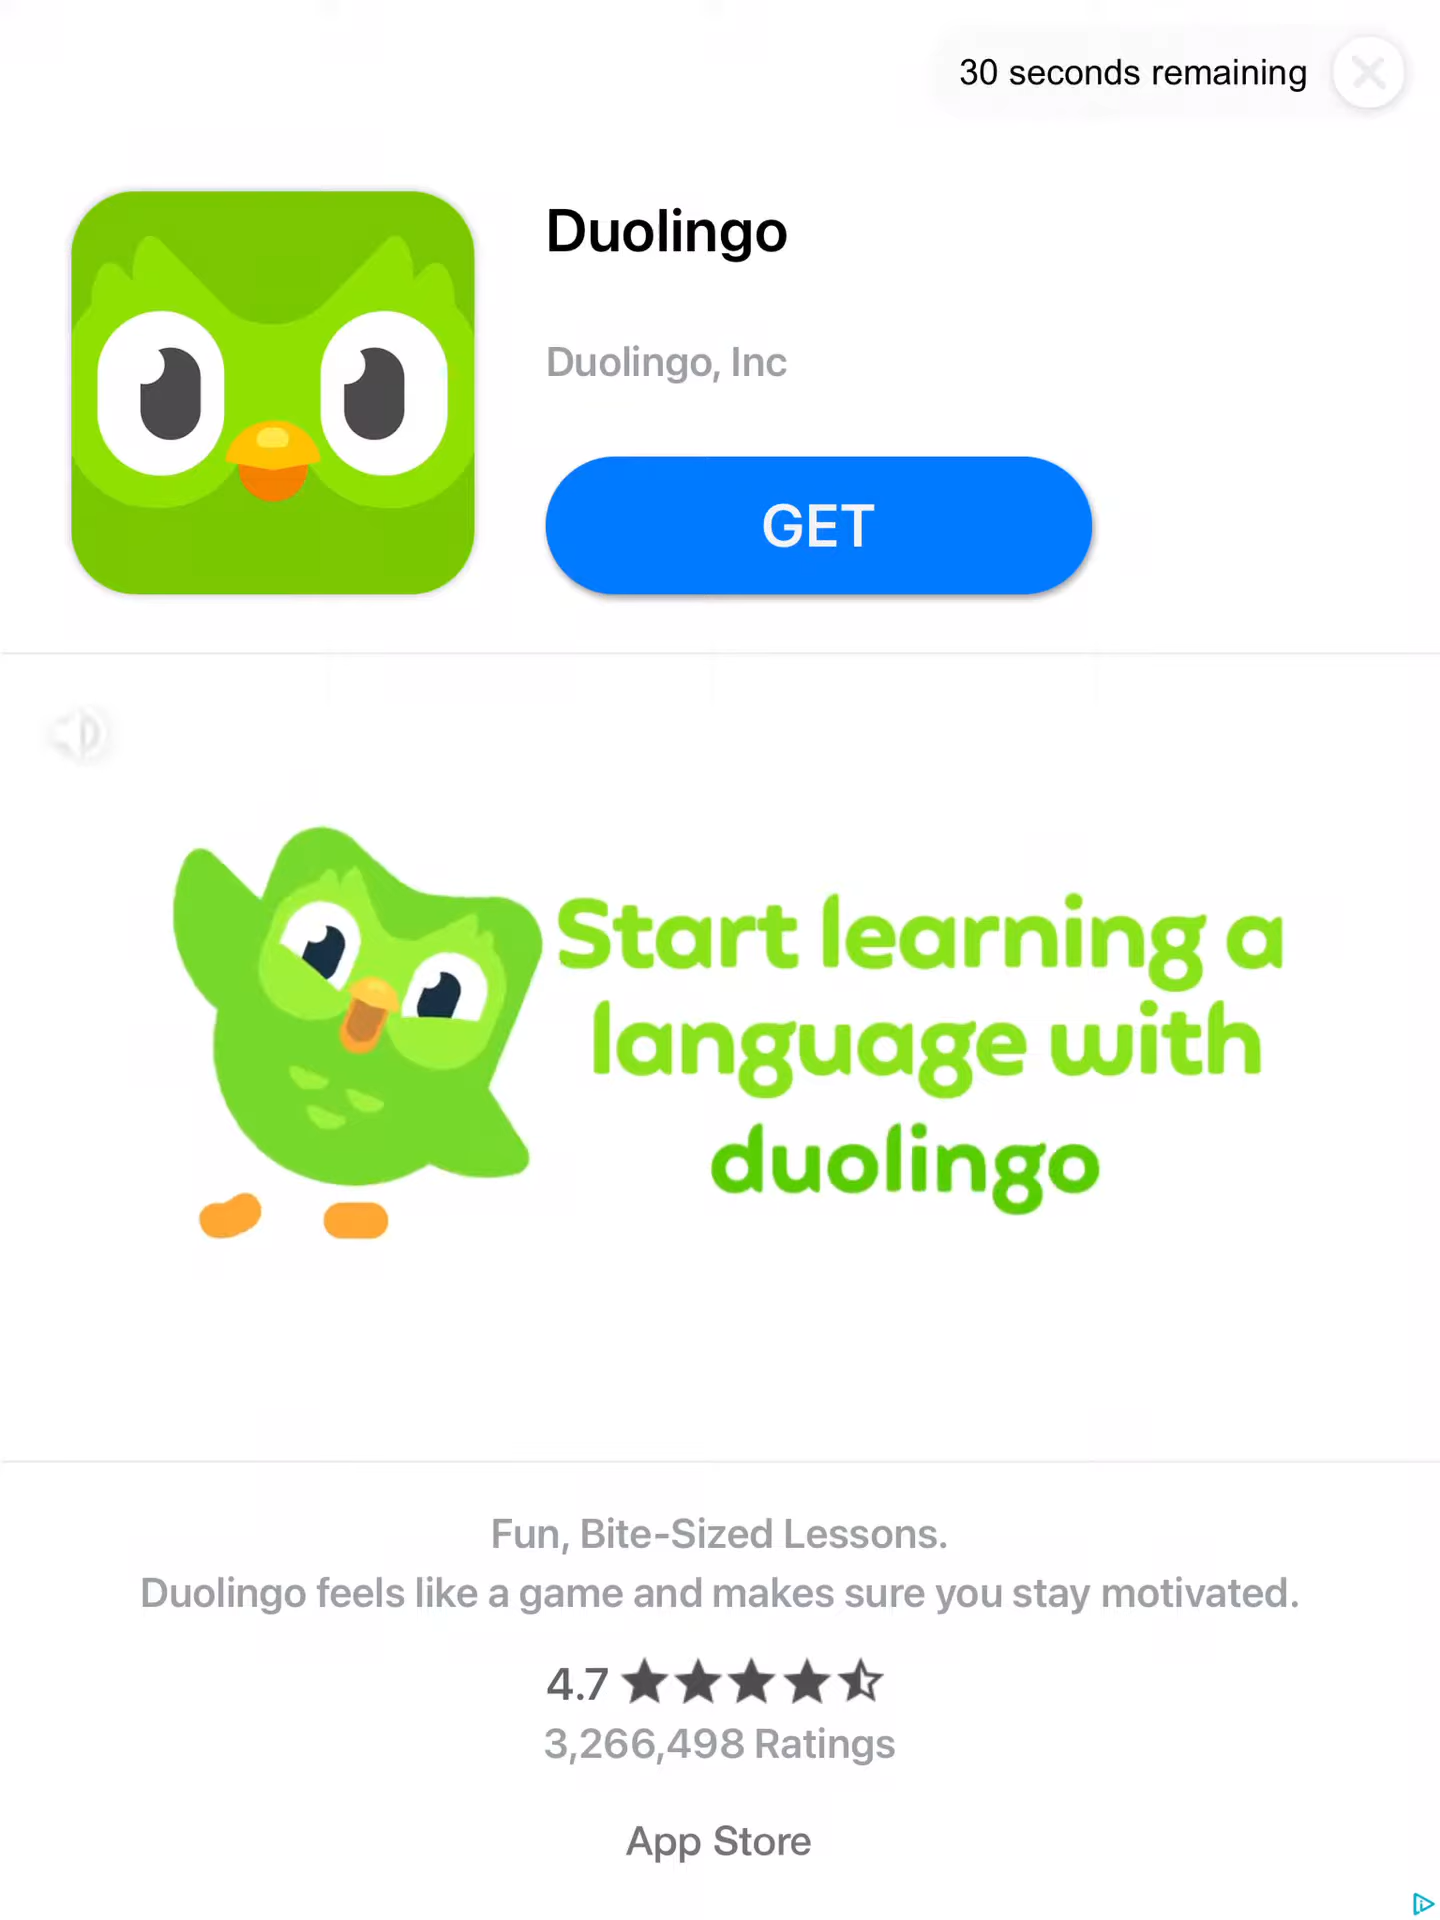 30 seconds remaining
Duolingo
Duolingo, Inc
GET
Start learning a
language with
duolingo
Fun, Bite-Sized Lessons.
Duolingo feels like a game and makes sure you stay motivated.
4.7
3,266,498 Ratings
App Store